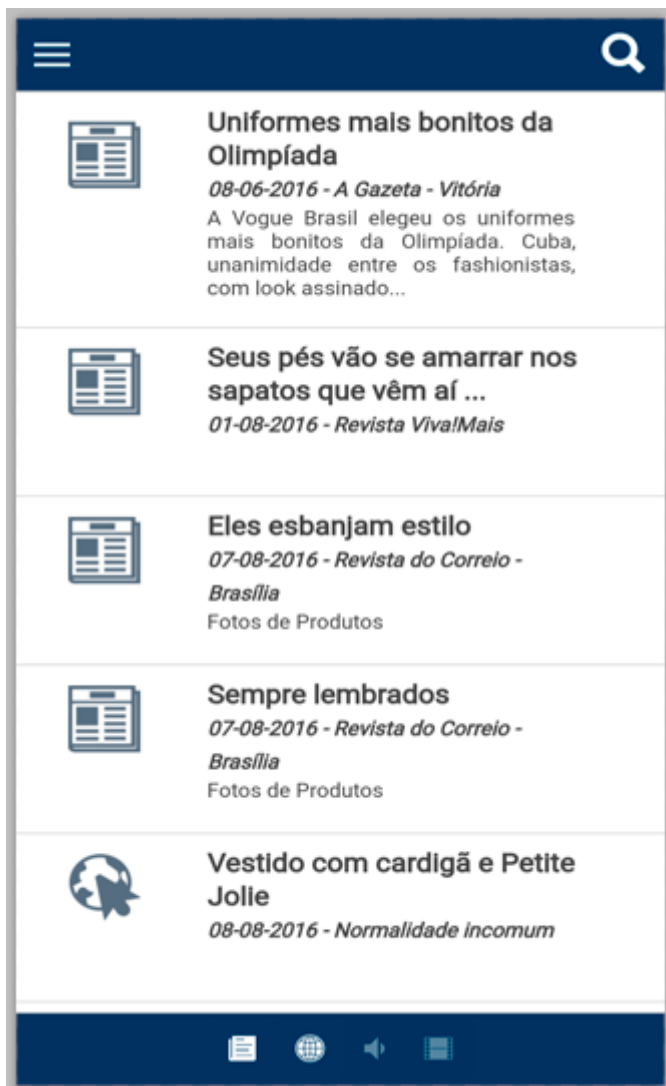 Uniformes mais bonitos da
Olimpíada
08-06-2016 - A Gazeta - Vitória
A Vogue Brasil elegeu os uniformes
mais bonitos da Olimpíada. Cuba,
unanimidade entre os fashionistas,
com look assinado...
Seus pés vão se amarrar nos
sapatos que vêm aí ...
01-08-2016 - Revista Viva!Mais
Eles esbanjam estilo
07-08-2016 - Revista do Correio -
Brasília
Fotos de Produtos
Sempre lembrados
07-08-2016 - Revista do Correio -
Brasília
Fotos de Produtos
Vestido com cardigã e Petite
Jolie
08-08-2016 - Normalidade incomum